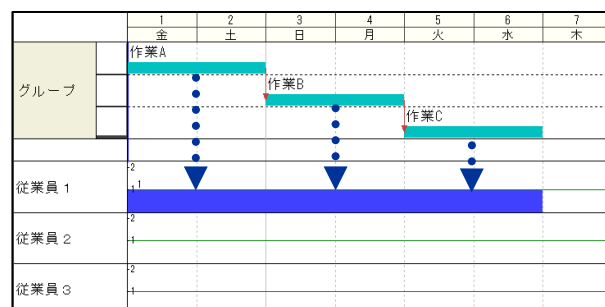 1 2 3 4 5 6 7
金 土 日 月 火 水 木
作業A
グループ
作業B
作業C
2
従業員1
1 1
2
従業員2
1
2
従業員3
1